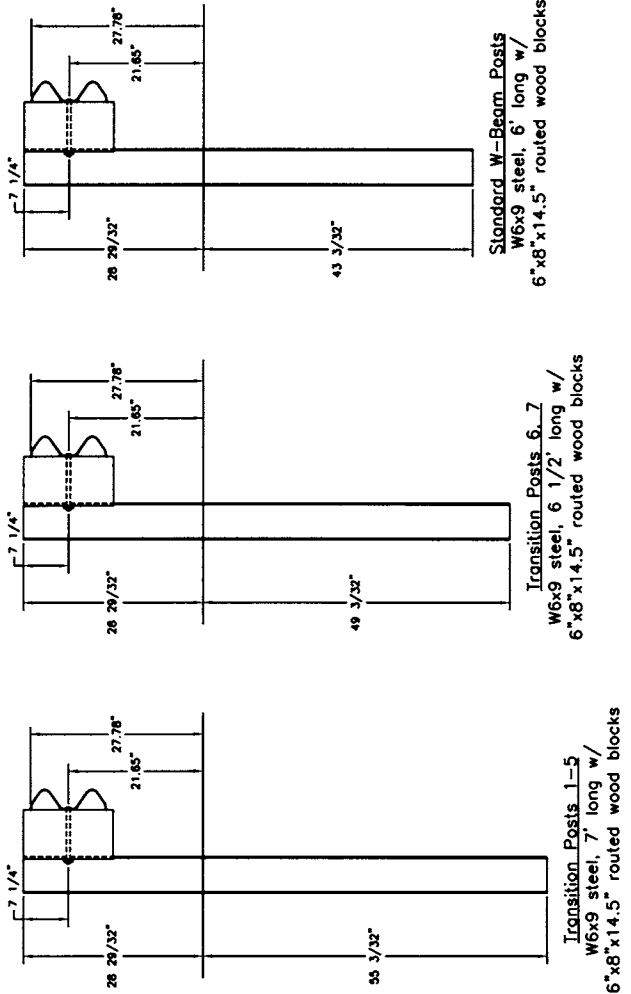 7 1/4"
28 29/32"
55 3/32"
27.78"
21.65"
Transition Posts 1-5
W6x9 steel, 7' long w/
6"x8"x14.5" routed wood blocks
7 1/4"
28 29/32"
49 3/32"
27.78"
21.65"
Transition Posts 6, 7
W6x9 steel, 6 1/2' long w/
6"x8"x14.5" routed wood blocks
7 1/4"
28 29/32"
43 3/32"
27.78"
21.65"
Standard W-Beam Posts
W6x9 steel, 6' long w/
6"x8"x14.5" routed wood blocks